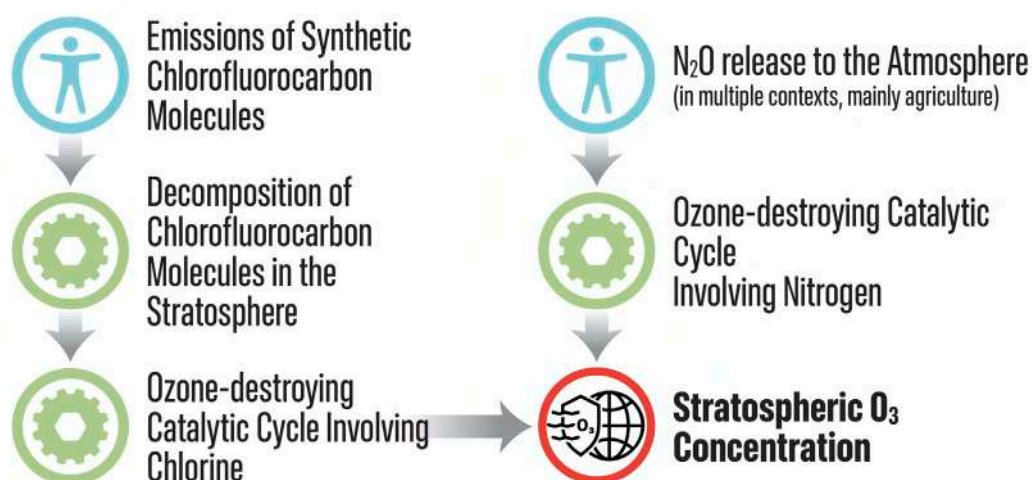 Emissions of Synthetic
Chlorofluorocarbon
Molecules
Decomposition of
Chlorofluorocarbon
Molecules in the
Stratosphere
Ozone-destroying
Catalytic Cycle Involving
Chlorine
N₂O release to the Atmosphere
(in multiple contexts, mainly agriculture)
Ozone-destroying Catalytic
Cycle
Involving Nitrogen
O₃
Stratospheric O₃
Concentration